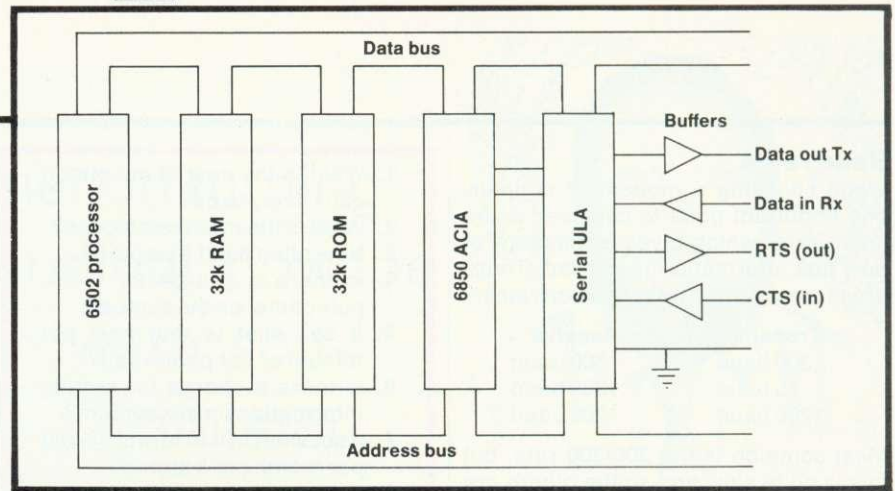 Data bus
6502 processor
32k RAM
32k ROM
6850 ACIA
Serial ULA
Buffers
Data out Tx
Data in Rx
RTS (out)
CTS (in)
Address bus